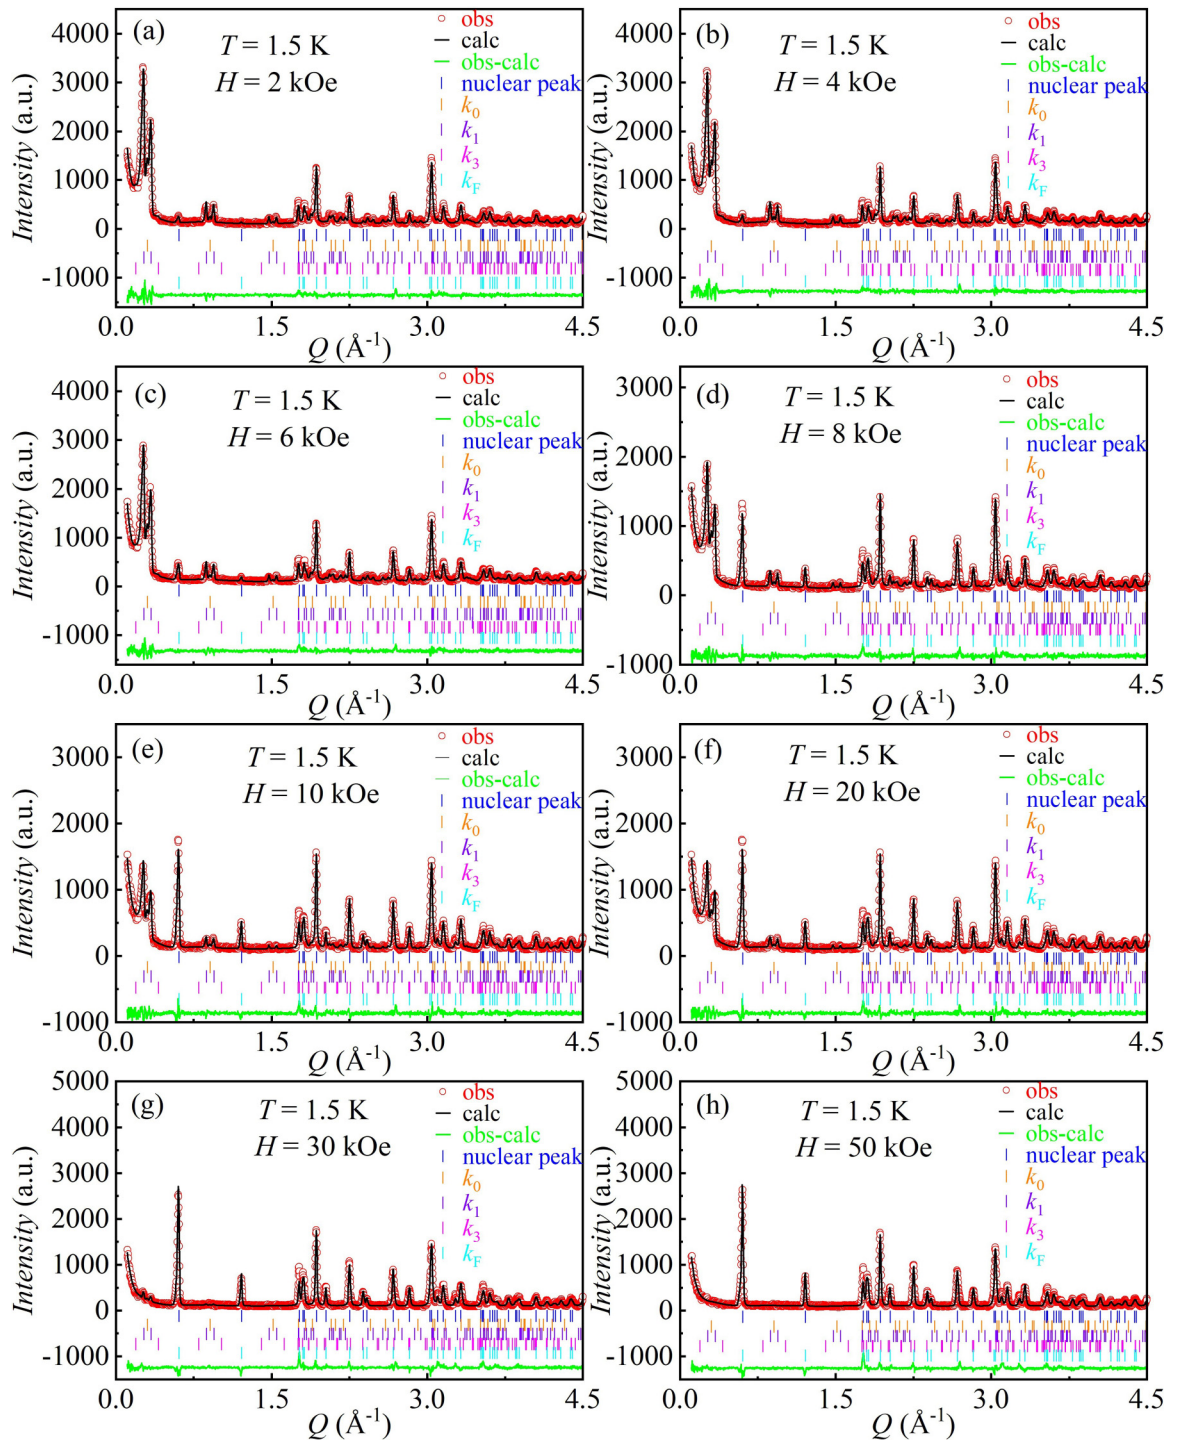 (a)
T = 1.5 K
H = 2 kOe
obs
calc
obs-calc
nuclear peak
k0
k1
k3
kF
4000
3000
2000
1000
0
-1000
Intensity (a.u.)
0.0 1.5 3.0 4.5
Q (Å-1)
(b)
T = 1.5 K
H = 4 kOe
obs
calc
obs-calc
nuclear peak
k0
k1
k3
kF
4000
3000
2000
1000
0
-1000
Intensity (a.u.)
0.0 1.5 3.0 4.5
Q (Å-1)
(c)
T = 1.5 K
H = 6 kOe
obs
calc
obs-calc
nuclear peak
k0
k1
k3
kF
4000
3000
2000
1000
0
-1000
Intensity (a.u.)
0.0 1.5 3.0 4.5
Q (Å-1)
(d)
T = 1.5 K
H = 8 kOe
obs
calc
obs-calc
nuclear peak
k0
k1
k3
kF
3000
2000
1000
0
-1000
Intensity (a.u.)
0.0 1.5 3.0 4.5
Q (Å-1)
(e)
T = 1.5 K
H = 10 kOe
obs
calc
obs-calc
nuclear peak
k0
k1
k3
kF
3000
2000
1000
0
-1000
Intensity (a.u.)
0.0 1.5 3.0 4.5
Q (Å-1)
(f)
T = 1.5 K
H = 20 kOe
obs
calc
obs-calc
nuclear peak
k0
k1
k3
kF
3000
2000
1000
0
-1000
Intensity (a.u.)
0.0 1.5 3.0 4.5
Q (Å-1)
(g)
T = 1.5 K
H = 30 kOe
obs
calc
obs-calc
nuclear peak
k0
k1
k3
kF
5000
4000
3000
2000
1000
0
-1000
Intensity (a.u.)
0.0 1.5 3.0 4.5
Q (Å-1)
(h)
T = 1.5 K
H = 50 kOe
obs
calc
obs-calc
nuclear peak
k0
k1
k3
kF
5000
4000
3000
2000
1000
0
-1000
Intensity (a.u.)
0.0 1.5 3.0 4.5
Q (Å-1)